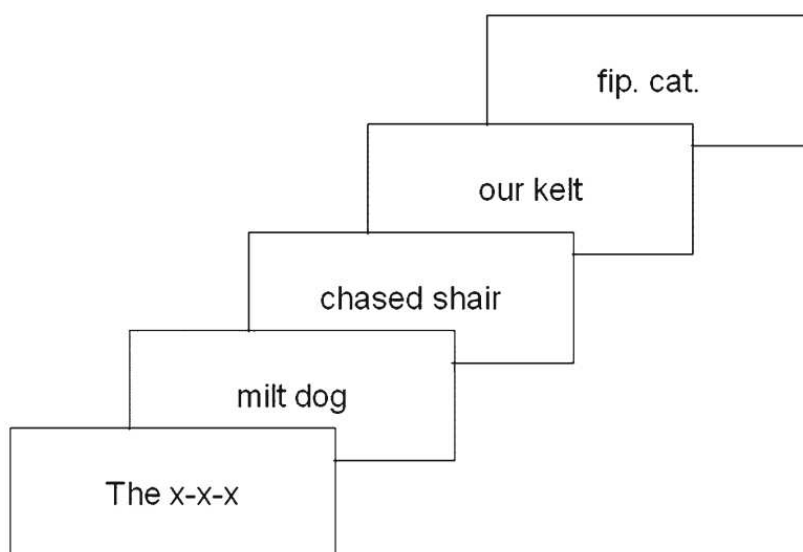 fip. cat.
our kelt
chased shair
milt dog
The x-x-x